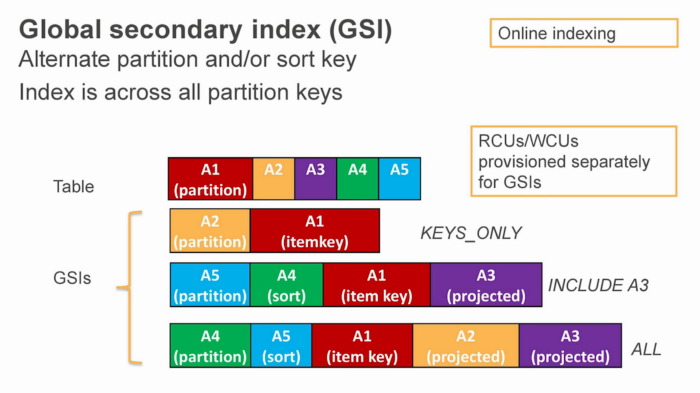 Global secondary index (GSI)
Alternate partition and/or sort key
Index is across all partition keys
Online indexing
RCUs/WCUs
provisioned separately
for GSIs
Table
A1 A2 A3 A4 A5
(partition)
GSIs
A2 A1
(partition) (itemkey)
KEYS_ONLY
A5 A4 A1 A3
(partition) (sort) (item key) (projected)
INCLUDE A3
A4 A5 A1 A2 A3
(partition) (sort) (item key) (projected) (projected)
ALL